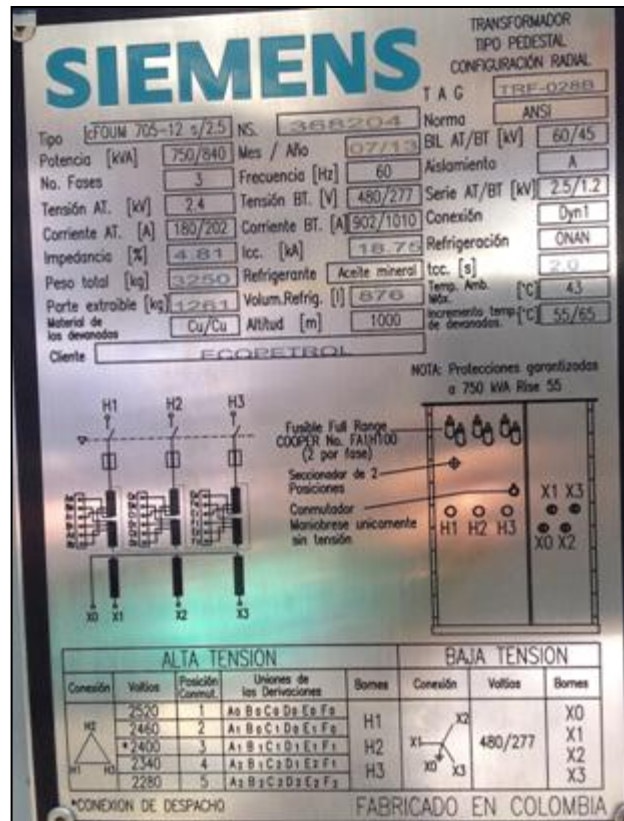 SIEMENS
TRANSFORMADOR
TIPO PEDESTAL
CONFIGURACIÓN RADIAL
TAG TRF-028B
Tipo cFOUM 705-12 s/2.5 NS. 368204 Norma ANSI
Potencia [kVA] 750/840 Mes / Año 07/13 BIL AT/BT [kV] 60/45
No. Fases 3 Frecuencia [Hz] 60 Aislamiento A
Tensión AT. [kV] 2.4 Tensión BT. [V] 480/277 Serie AT/BT [kV] 2.5/1.2
Corriente AT. [A] 180/202 Corriente BT. [A] 902/1010 Conexión Dyn1
Impedancia [%] 4.81 Icc. [kA] 18.75 Refrigeración ONAN
Peso total [kg] 3250 Refrigerante Aceite mineral tcc. [s] 2.0
Parte extraible [kg] 1261 Volum.Refrig. [l] 876 Temp. Amb. Máx. [°C] 43
Material de los devanados Cu/Cu Altitud [m] 1000 Incremento temp. de devanados. [°C] 55/65
Cliente ECOPETROL
NOTA: Protecciones garantizadas
a 750 kVA Rise 55
H1 H2 H3
Fusible Full Range
COOPER No. FA1H100
(2 por fase)
Seccionador de 2
Posiciones
Conmutador
Maniobrese unicamente
sin tensión
H1 H2 H3
X1 X3
X0 X2
X0 X1 X2 X3
ALTA TENSION BAJA TENSION
Conexión Voltios Posición Conmut. Uniones de las Derivaciones Bornes Conexión Voltios Bornes
2520 1 A0 B0 C0 D0 E0 F0
2460 2 A1 B0 C1 D0 E1 F0
*2400 3 A1 B1 C1 D1 E1 F1
2340 4 A2 B1 C2 D1 E2 F1
2280 5 A2 B2 C2 D2 E2 F2
H2
H1 H3
H1
H2
H3
X2
X1
X0 X3
480/277
X0
X1
X2
X3
*CONEXION DE DESPACHO FABRICADO EN COLOMBIA